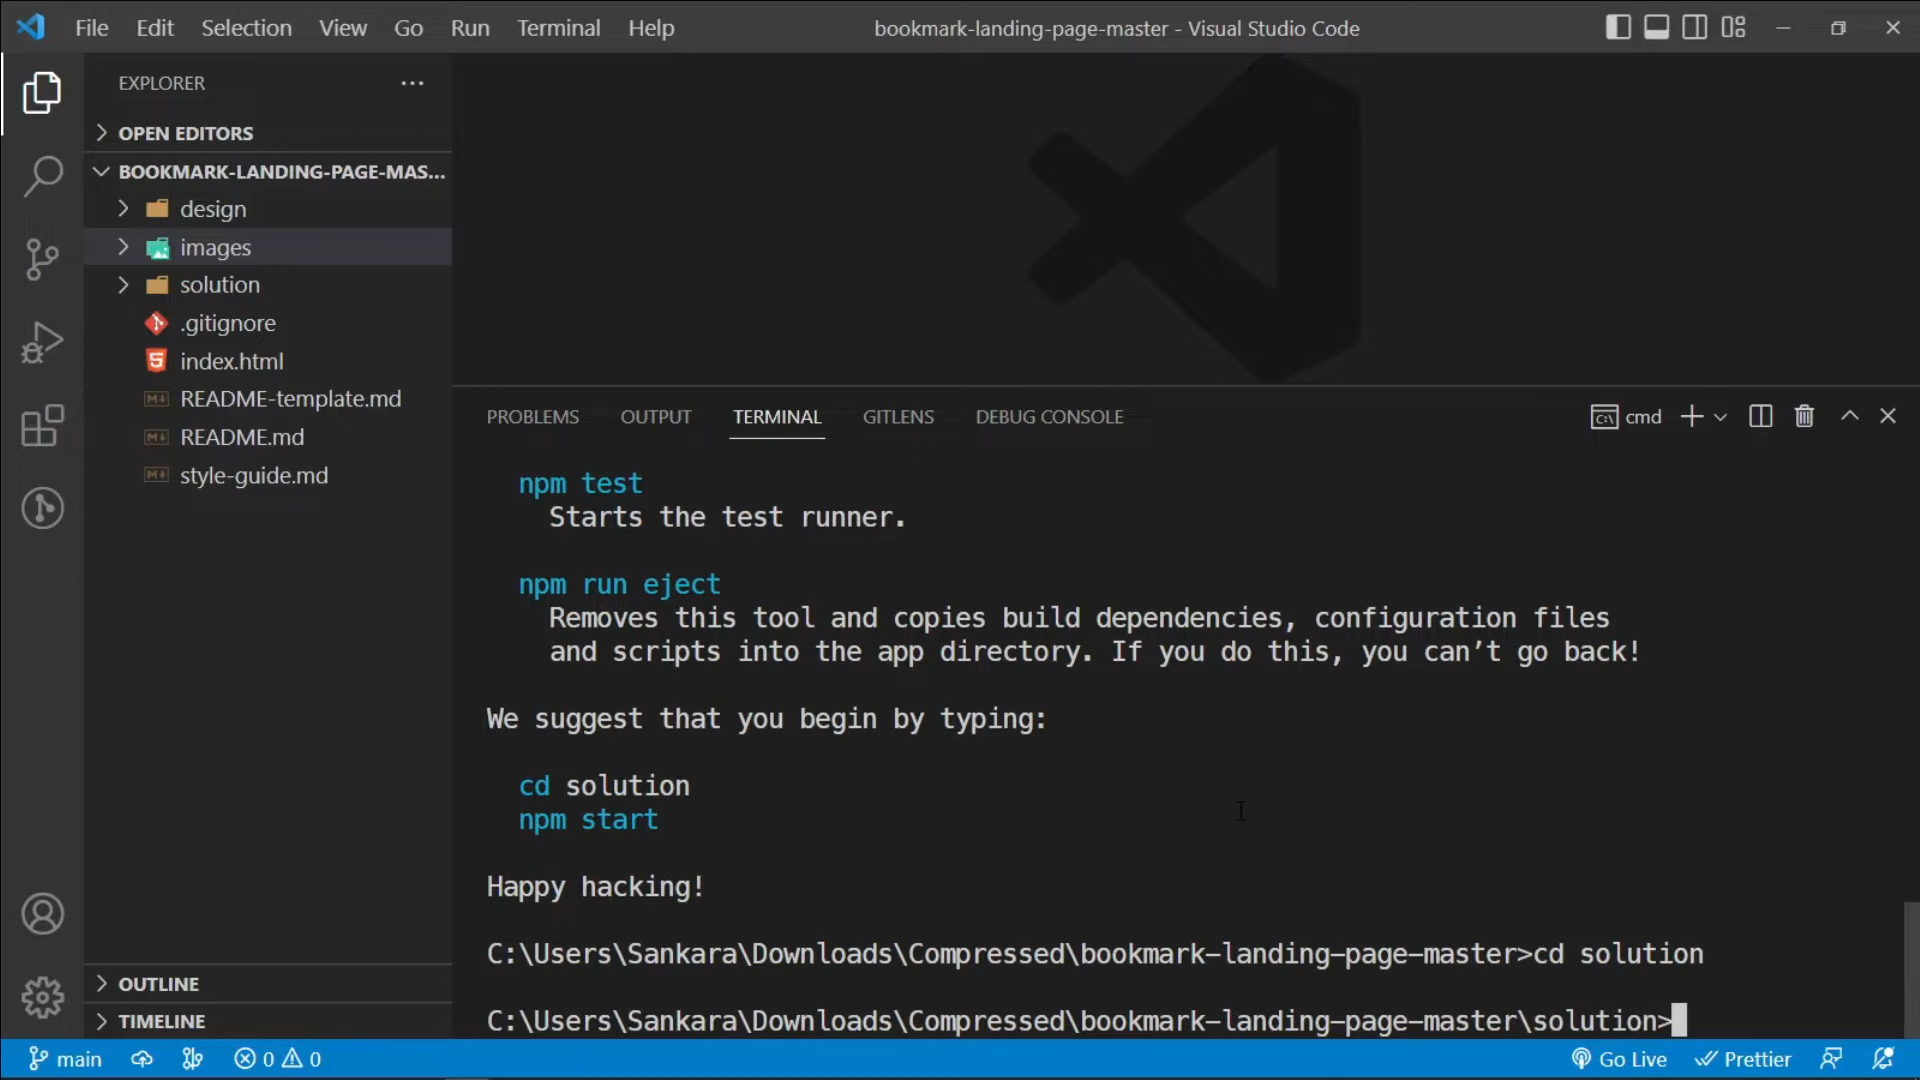 File Edit Selection View Go Run Terminal Help
bookmark-landing-page-master - Visual Studio Code
EXPLORER
OPEN EDITORS
BOOKMARK-LANDING-PAGE-MAS...
design
images
solution
.gitignore
index.html
README-template.md
README.md
style-guide.md
OUTLINE
TIMELINE
PROBLEMS OUTPUT TERMINAL GITLENS DEBUG CONSOLE
cmd
npm test
Starts the test runner.
npm run eject
Removes this tool and copies build dependencies, configuration files
and scripts into the app directory. If you do this, you can’t go back!
We suggest that you begin by typing:
cd solution
npm start
Happy hacking!
C:\Users\Sankara\Downloads\Compressed\bookmark-landing-page-master>cd solution
C:\Users\Sankara\Downloads\Compressed\bookmark-landing-page-master\solution>
main 0 0 Go Live Prettier